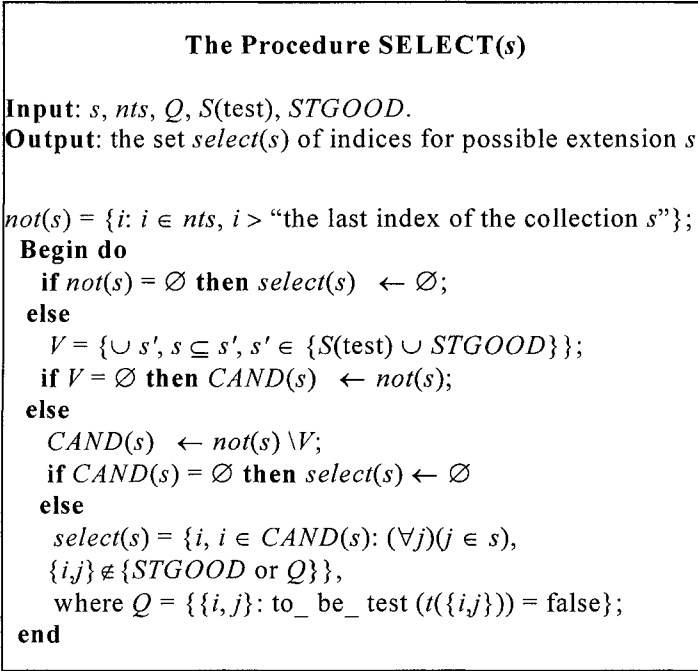 The Procedure SELECT(s)
Input: s, nts, Q, S(test), STGOOD.
Output: the set select(s) of indices for possible extension s
not(s) = {i: i ∈ nts, i > “the last index of the collection s”};
Begin do
if not(s) = ∅ then select(s) ← ∅;
else
V = {∪ s′, s ⊆ s′, s′ ∈ {S(test) ∪ STGOOD}};
if V = ∅ then CAND(s) ← not(s);
else
CAND(s) ← not(s) \V;
if CAND(s) = ∅ then select(s) ← ∅
else
select(s) = {i, i ∈ CAND(s): (∀j)(j ∈ s),
{i,j} ∉ {STGOOD or Q}},
where Q = {{i, j}: to_ be_ test (t({i,j})) = false};
end